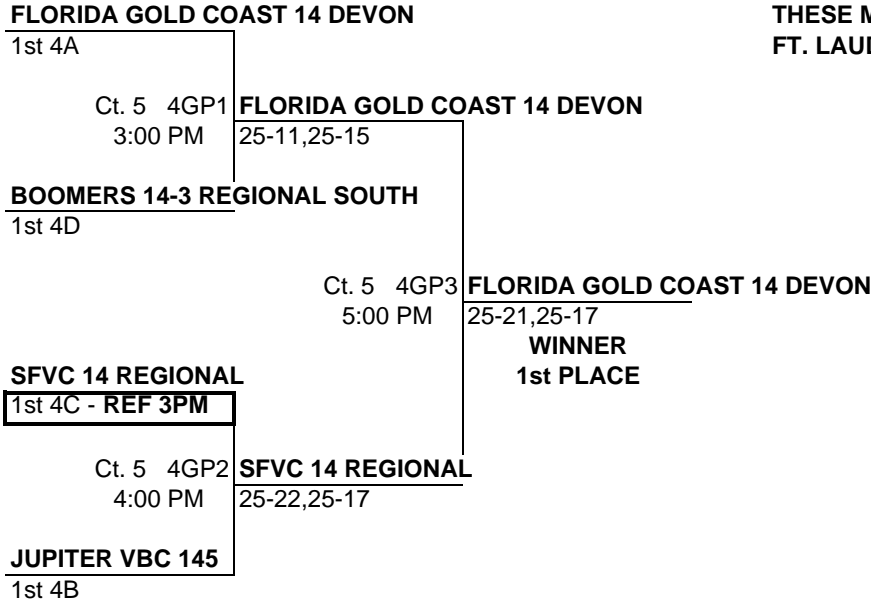 FLORIDA GOLD COAST 14 DEVON
THESE
1st 4A
FT.
Ct. 5 4GP1 FLORIDA GOLD COAST 14 DEVON
3:00 PM 25-11,25-15
BOOMERS 14-3 REGIONAL SOUTH
1st 4D
Ct. 5 4GP3 FLORIDA GOLD COAST 14 DEVON
5:00 PM 25-21,25-17
WINNER
SFVC 14 REGIONAL 1st PLACE
1st 4C - REF 3PM
Ct. 5 4GP2 SFVC 14 REGIONAL
4:00 PM 25-22,25-17
JUPITER VBC 145
1st 4B